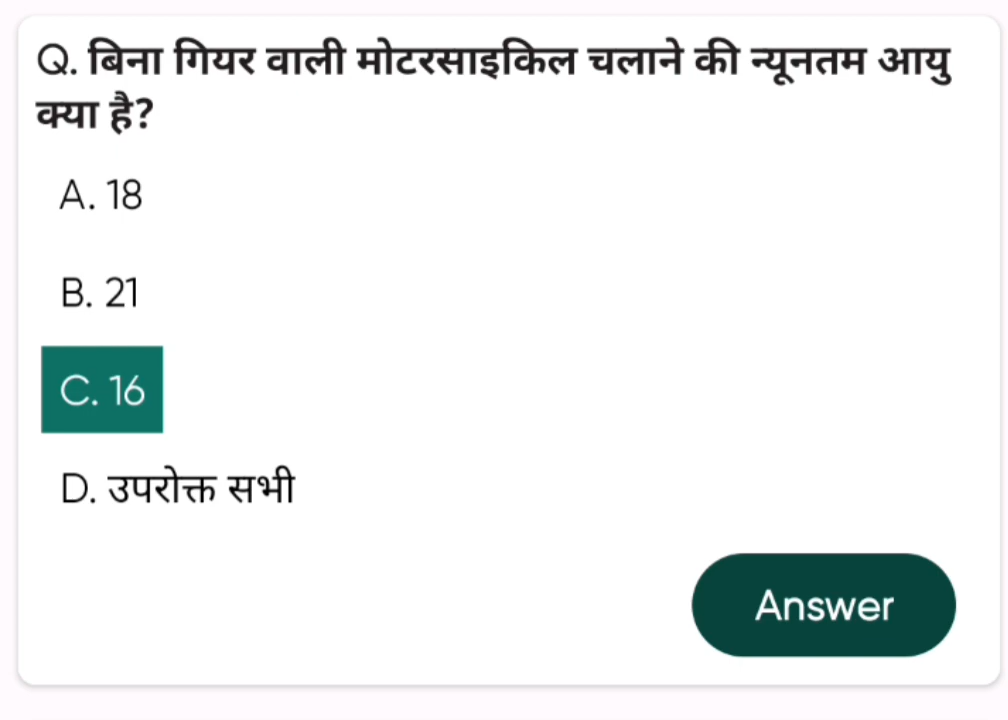 Q. बिना गियर वाली मोटरसाइकिल चलाने की न्यूनतम आयु
क्या है?
A. 18
B. 21
C. 16
D. उपरोक्त सभी
Answer